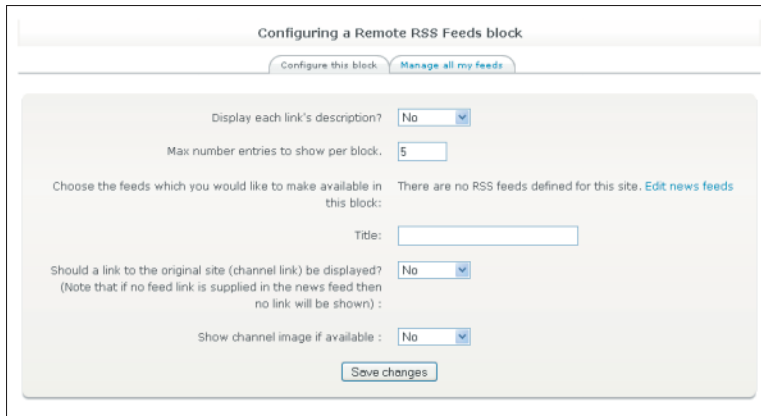 Configuring a Remote RSS Feeds block
Configure this block Manage all my feeds
Display each link's description? No
Max number entries to show per block. 5
Choose the feeds which you would like to make available in There are no RSS feeds defined for this site. Edit news feeds
this block:
Title:
Should a link to the original site (channel link) be displayed? No
(Note that if no feed link is supplied in the news feed then
no link will be shown) :
Show channel image if available : No
Save changes